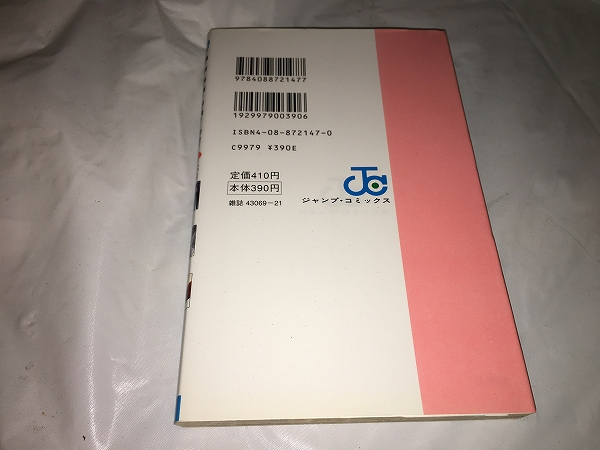 9784088721477
1929979003906
ISBN4-08-872147-0
C9979 ¥390E
定価410円
本体390円
雑誌 43069-21
JC
ジャンプ・コミックス